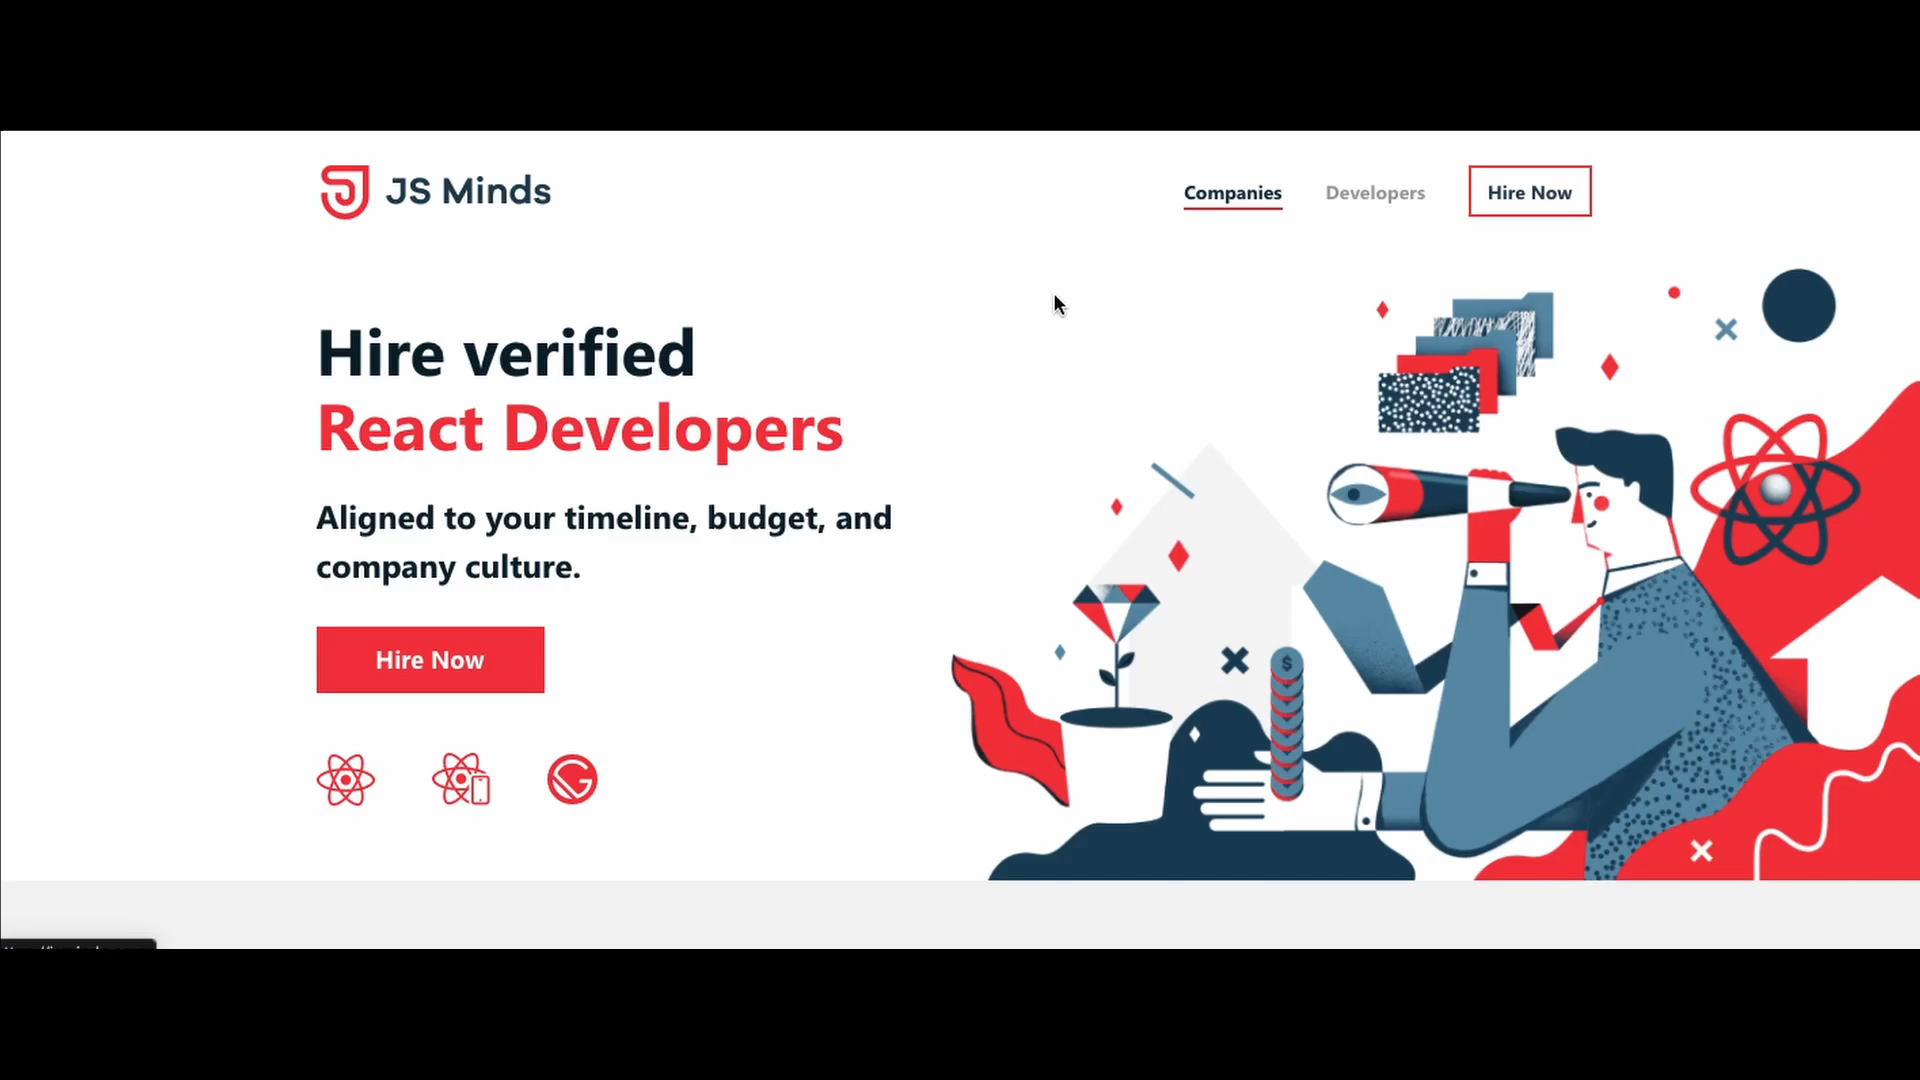 JS Minds
Companies
Developers
Hire Now
Hire verified
React Developers
Aligned to your timeline, budget, and
company culture.
Hire Now
$